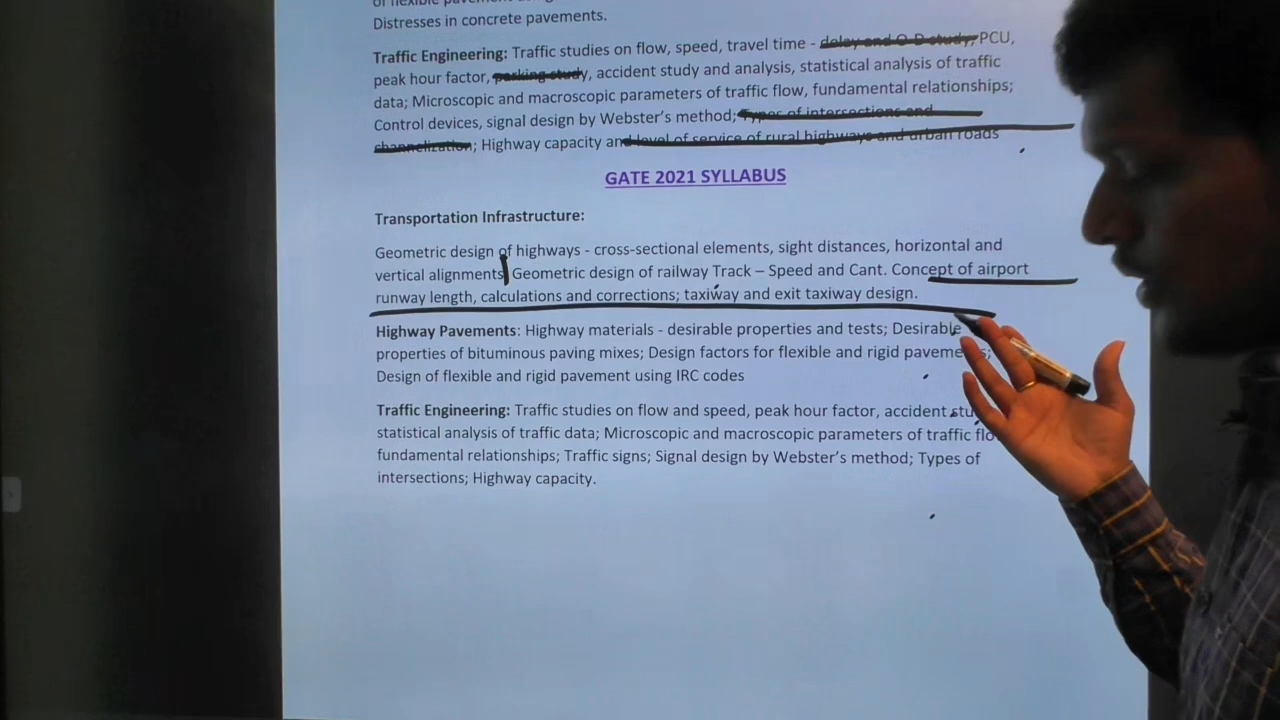 Distresses in concrete pavements.
Traffic Engineering: Traffic studies on flow, speed, travel time - delay and O-D study, PCU,
peak hour factor, parking study, accident study and analysis, statistical analysis of traffic
data; Microscopic and macroscopic parameters of traffic flow, fundamental relationships;
Control devices, signal design by Webster's method; Types of intersections and
channelization; Highway capacity and level of service of rural highways and urban roads
GATE 2021 SYLLABUS
Transportation Infrastructure:
Geometric design of highways - cross-sectional elements, sight distances, horizontal and
vertical alignments Geometric design of railway Track – Speed and Cant. Concept of airport
runway length, calculations and corrections; taxiway and exit taxiway design.
Highway Pavements: Highway materials - desirable properties and tests; Desirable
properties of bituminous paving mixes; Design factors for flexible and rigid
Design of flexible and rigid pavement using IRC codes
Traffic Engineering: Traffic studies on flow and speed, peak hour factor, accident
statistical analysis of traffic data; Microscopic and macroscopic parameters of traffic
fundamental relationships; Traffic signs; Signal design by Webster's method; Types of
intersections; Highway capacity.